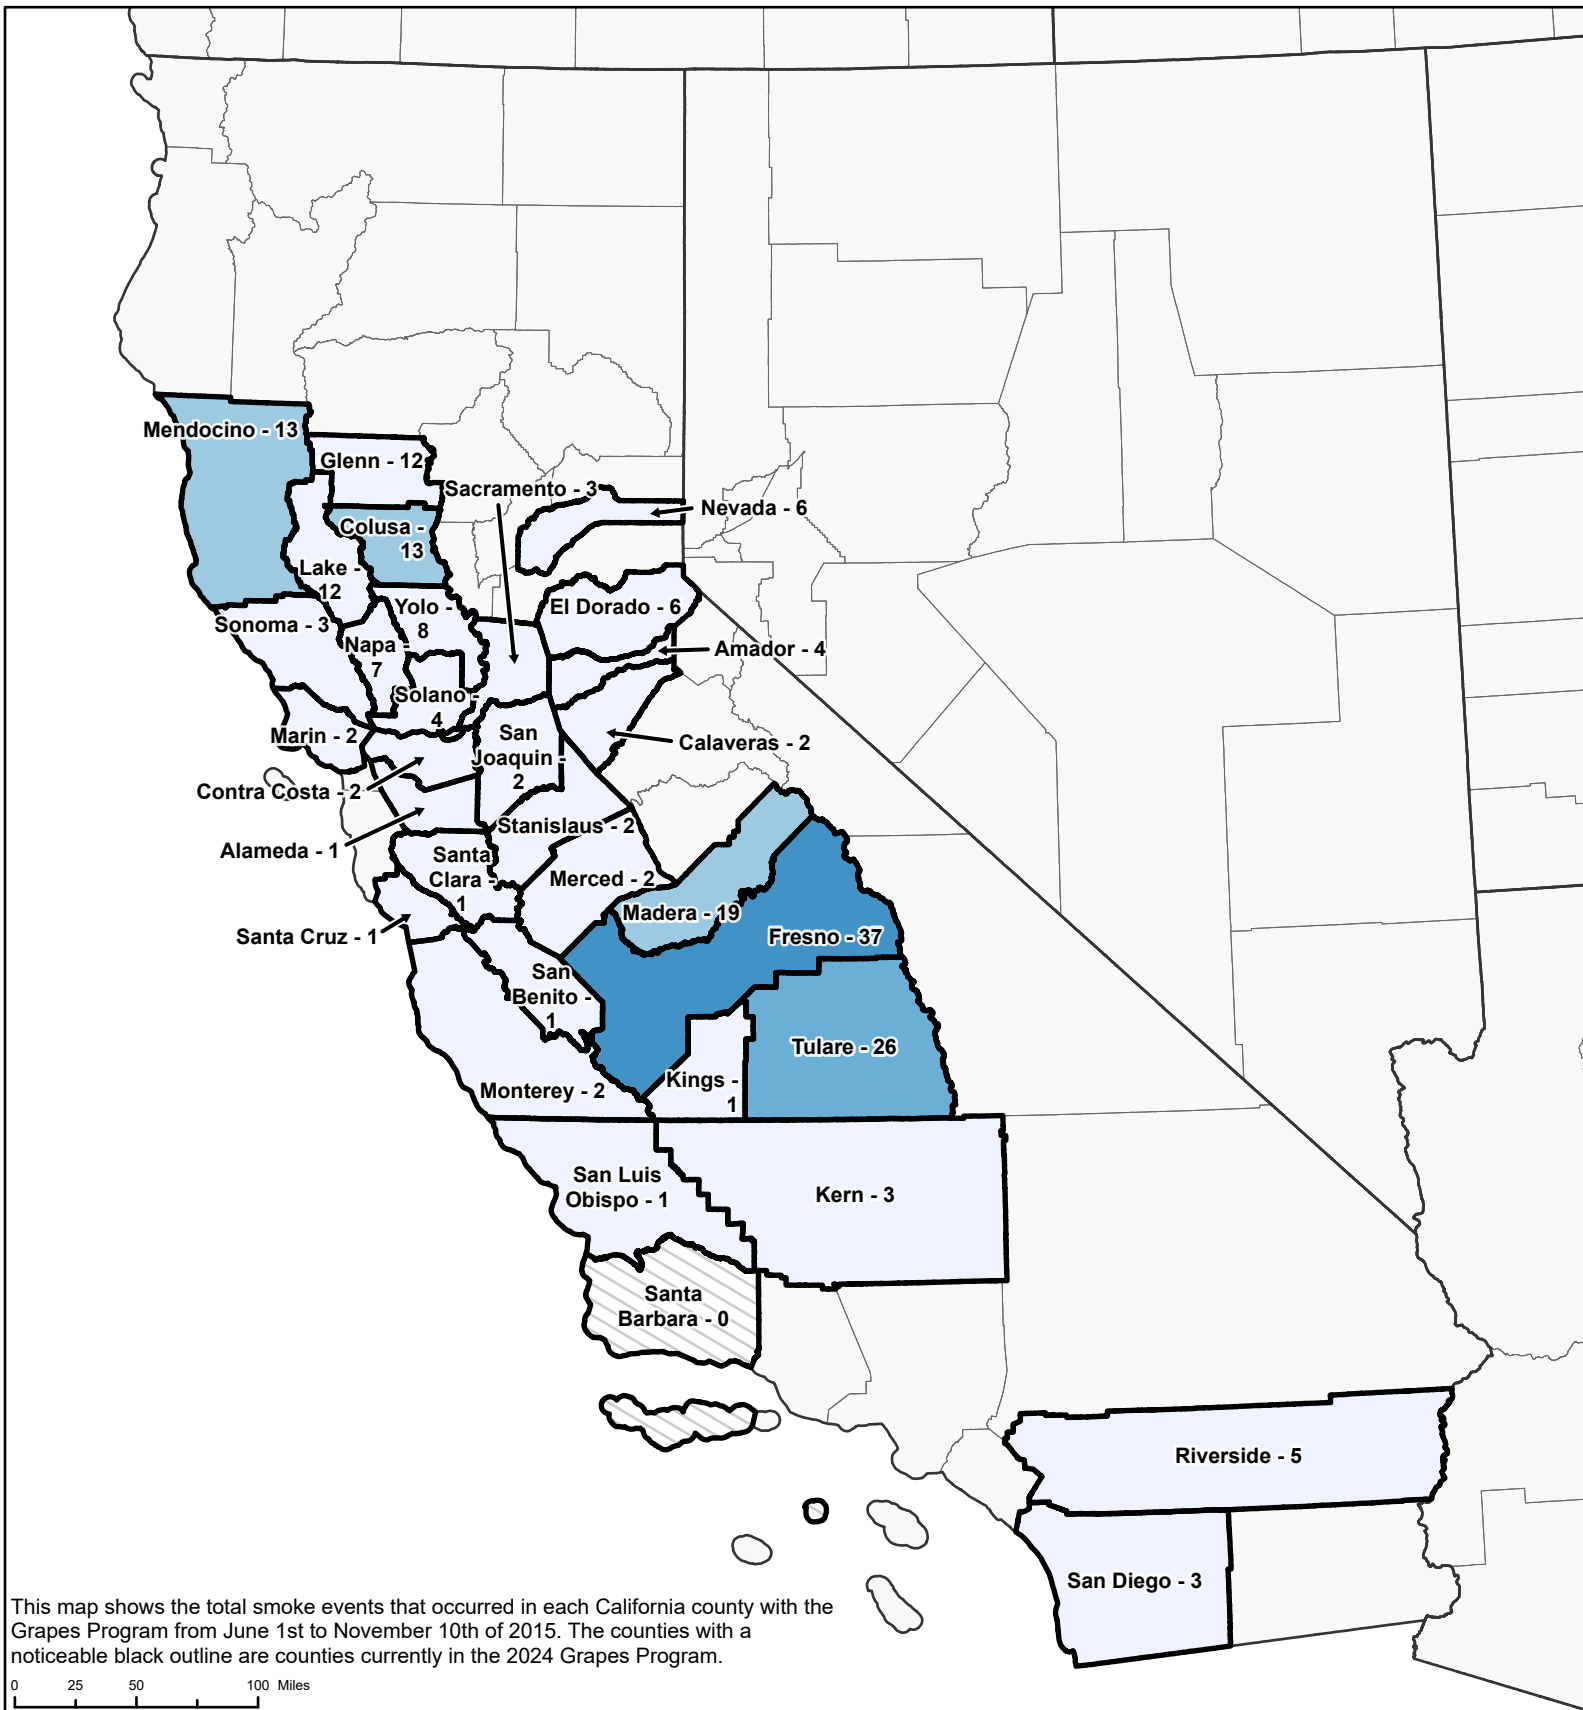 Mendocino - 13
Glenn - 12
Sacramento - 3
Nevada - 6
Colusa -
13
Lake -
12
Yolo -
8
El Dorado - 6
Sonoma - 3
Napa -
7
Amador - 4
Solano -
4
Marin - 2
San
Joaquin -
2
Calaveras - 2
Contra Costa - 2
Stanislaus - 2
Alameda - 1
Santa
Clara -
1
Merced - 2
Madera - 19
Santa Cruz - 1
Fresno - 37
San
Benito -
1
Tulare - 26
Monterey - 2
Kings -
1
San Luis
Obispo - 1
Kern - 3
Santa
Barbara - 0
Riverside - 5
San Diego - 3
This map shows the total smoke events that occurred in each California county with the
Grapes Program from June 1st to November 10th of 2015. The counties with a
noticeable black outline are counties currently in the 2024 Grapes Program.
0 25 50 100 Miles